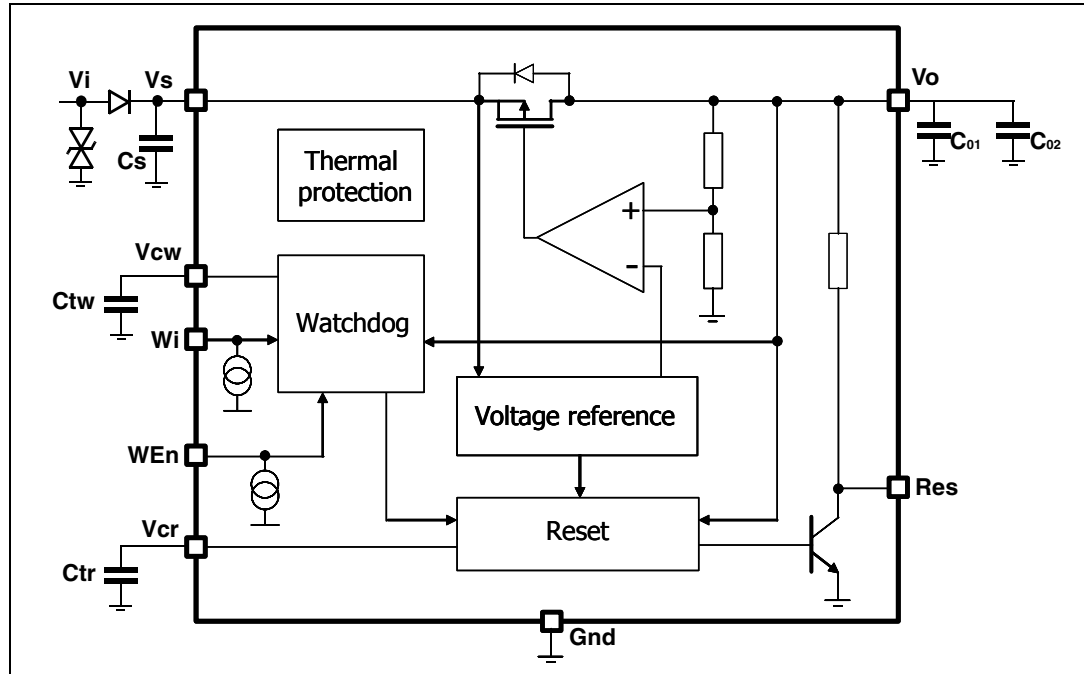 Vi
Vs
Vo
Cs
C01
C02
Thermal
protection
+
-
Vcw
Ctw
Watchdog
Wi
Voltage reference
WEn
Res
Vcr
Reset
Ctr
Gnd